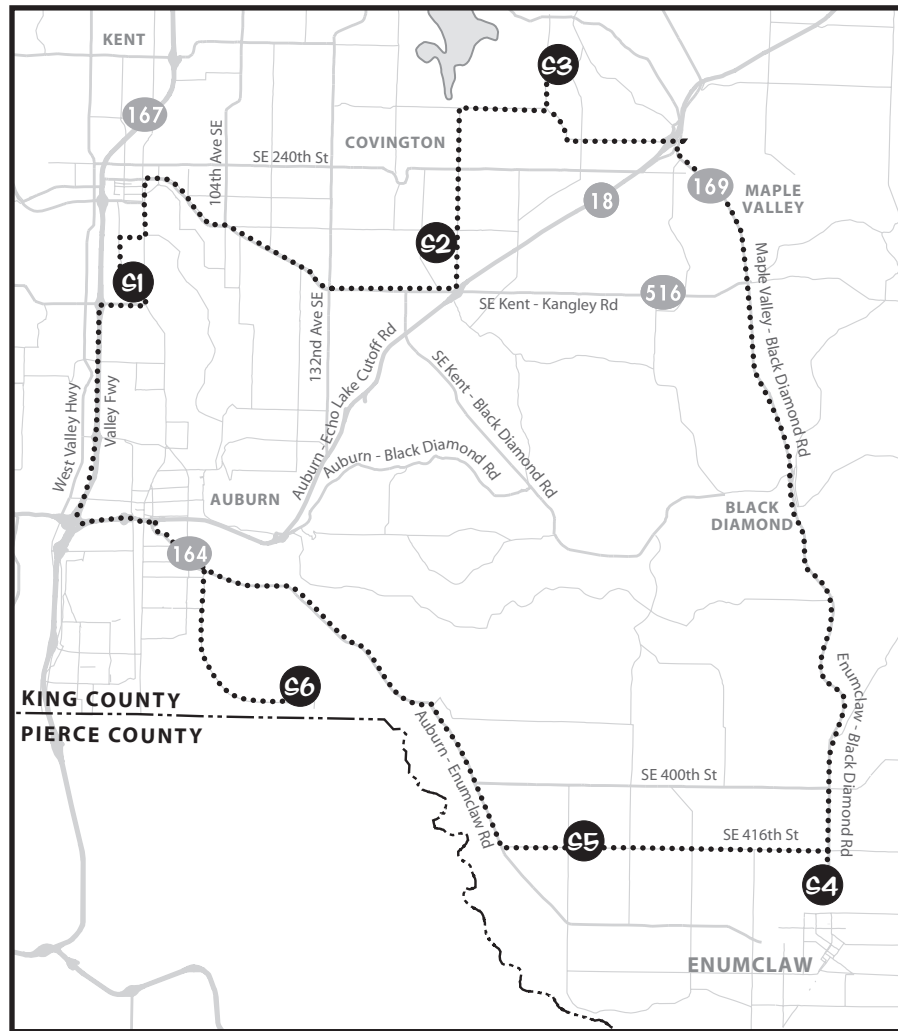 KENT
S3
167
104th Ave SE
COVINGTON
SE 240th St
169
MAPLE
VALLEY
18
S2
S1
516
SE Kent - Kangley Rd
132nd Ave SE
Maple Valley - Black Diamond Rd
West Valley Hwy
Valley Fwy
Auburn - Echo Lake Cutoff Rd
SE Kent - Black Diamond Rd
Auburn - Black Diamond Rd
AUBURN
BLACK
DIAMOND
164
S6
KING COUNTY
PIERCE COUNTY
Enumclaw - Black Diamond Rd
Auburn - Enumclaw Rd
SE 400th St
SE 416th St
S5
S4
ENUMCLAW